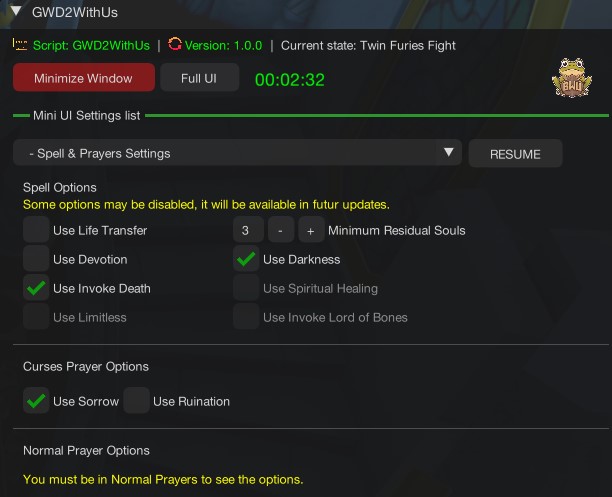 GWD2WithUs
Script: GWD2WithUs | Version: 1.0.0 | Current state: Twin Furies Fight
Minimize Window Full UI 00:02:32
BWU
Mini UI Settings list
- Spell & Prayers Settings RESUME
Spell Options
Some options may be disabled, it will be available in futur updates.
Use Life Transfer 3 - + Minimum Residual Souls
Use Devotion Use Darkness
Use Invoke Death Use Spiritual Healing
Use Limitless Use Invoke Lord of Bones
Curses Prayer Options
Use Sorrow Use Ruination
Normal Prayer Options
You must be in Normal Prayers to see the options.